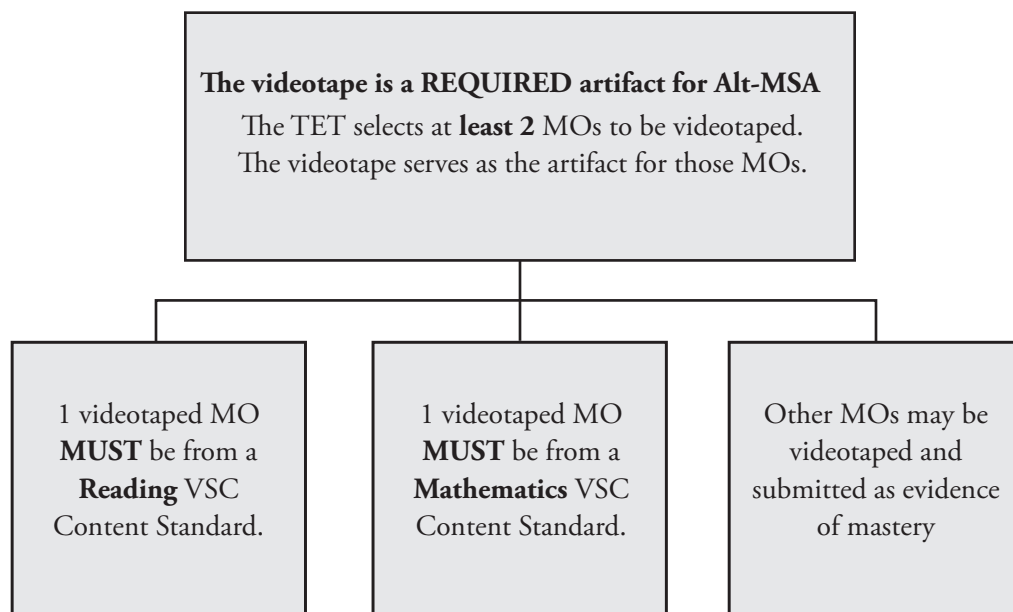 The videotape is a REQUIRED artifact for Alt-MSA
The TET selects at least 2 MOs to be videotaped.
The videotape serves as the artifact for those MOs.
1 videotaped MO
MUST be from a
Reading VSC
Content Standard.
1 videotaped MO
MUST be from a
Mathematics VSC
Content Standard.
Other MOs may be
videotaped and
submitted as evidence
of mastery